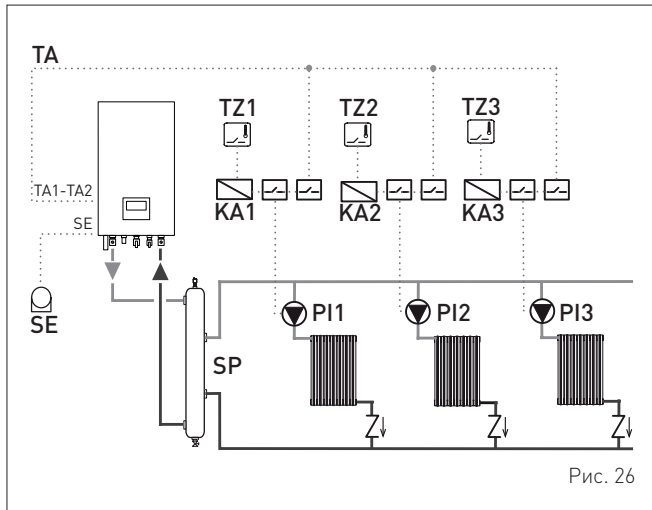 TA
TZ1 TZ2 TZ3
TA1-TA2
KA1 KA2 KA3
SE
SE
PI1 PI2 PI3
SP
Рис. 26